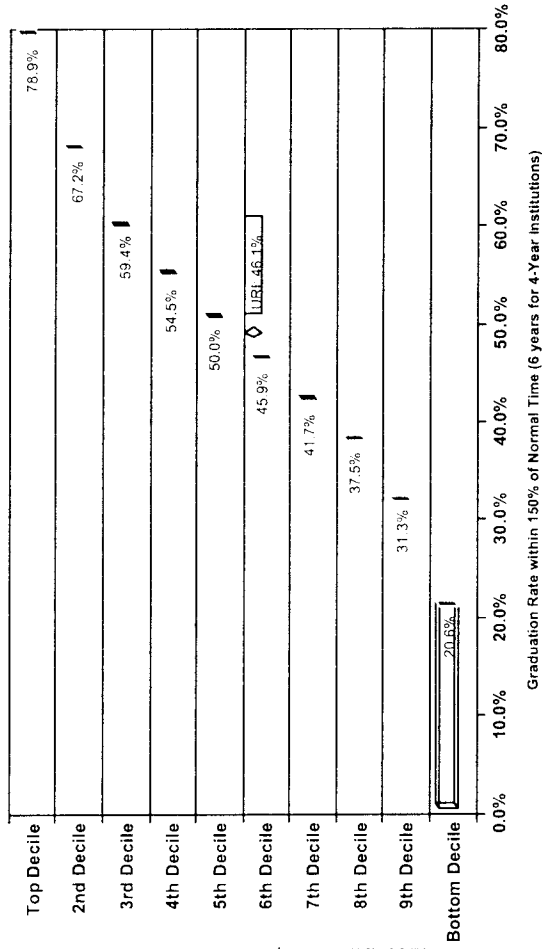 Top Decile
78.9%
2nd Decile
67.2%
3rd Decile
59.4%
4th Decile
54.5%
5th Decile
50.0%
6th Decile
45.9%
URI 46.1%
7th Decile
41.7%
8th Decile
37.5%
9th Decile
31.3%
Bottom Decile
20.6%
0.0%
10.0%
20.0%
30.0%
40.0%
50.0%
60.0%
70.0%
80.0%
Graduation Rate within 150% of Normal Time (6 years for 4-Year Institutions)